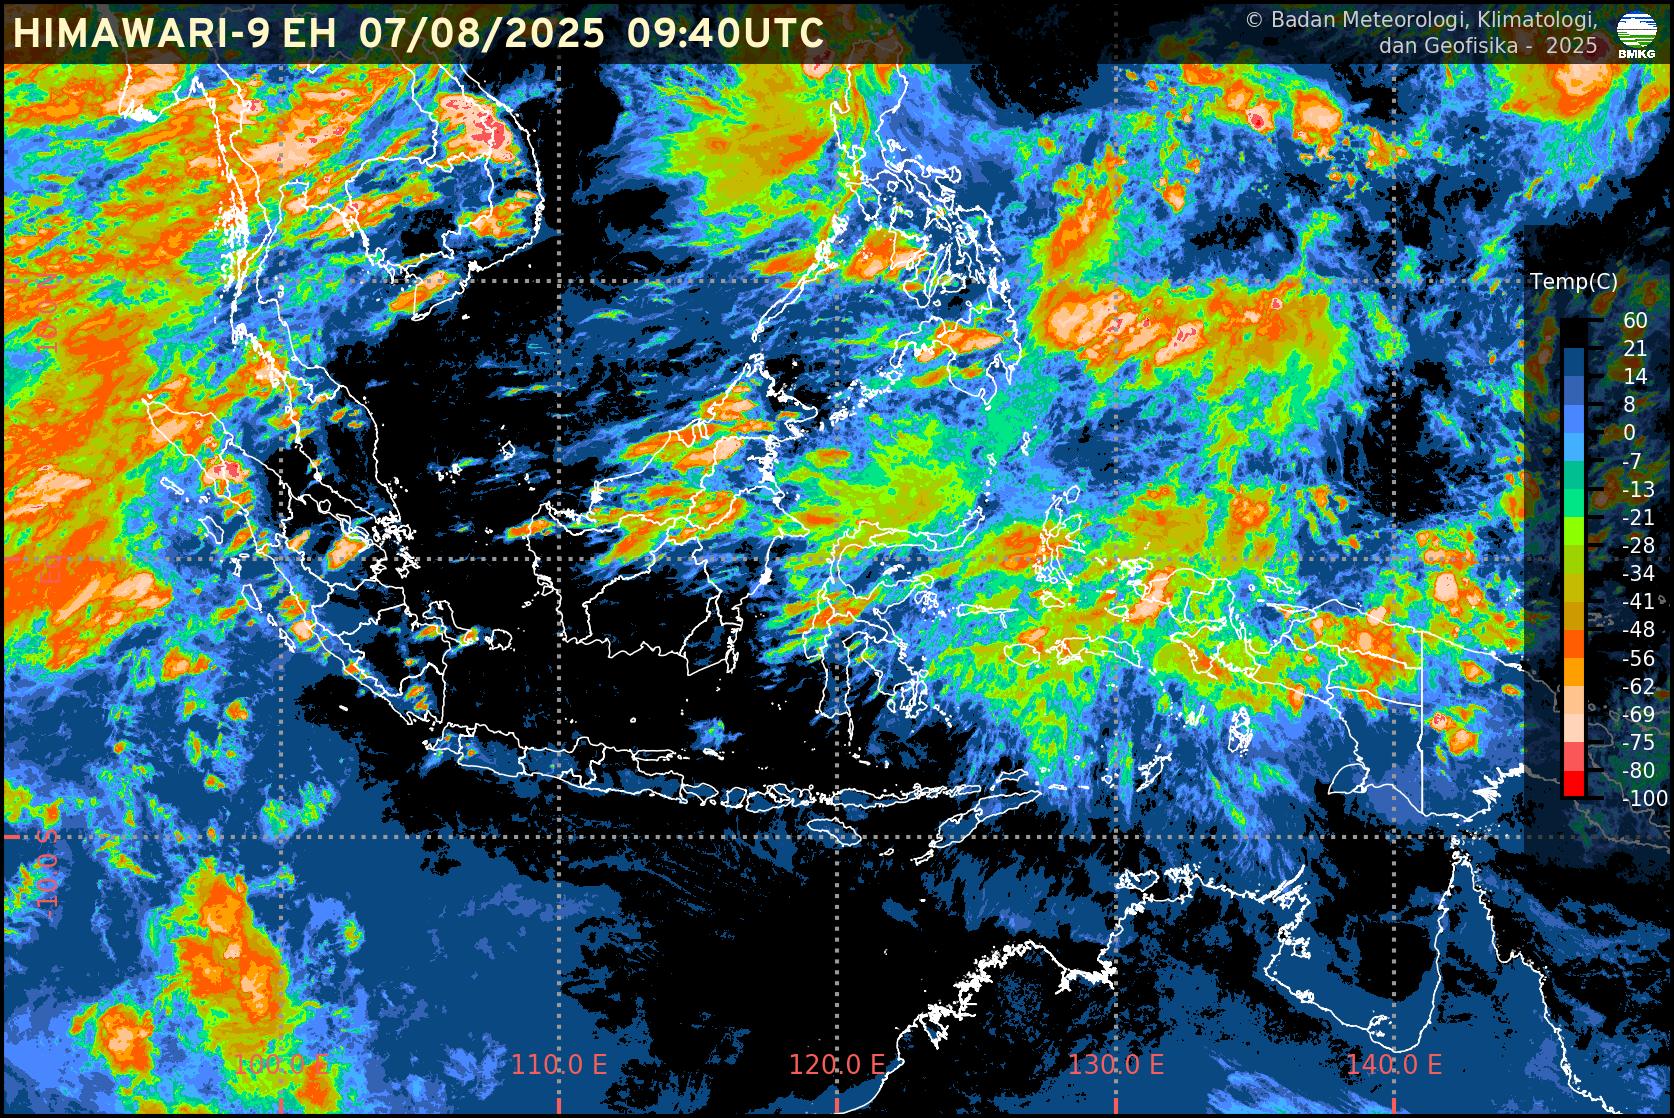 HIMAWARI-9 EH 07/08/2025 09:40UTC
© Badan Meteorologi, Klimatologi,
dan Geofisika - 2025
BMKG
Temp(C)
60
21
14
8
0
-7
-13
-21
-28
-34
-41
-48
-56
-62
-69
-75
-80
-100
-10.0 S
100.0 E
110.0 E
120.0 E
130.0 E
140.0 E